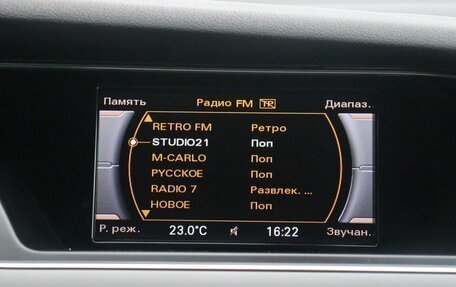 Память Радио FM TP Диапаз.
RETRO FM Ретро
STUDIO21 Поп
M-CARLO Поп
РУССКОЕ Поп
RADIO 7 Развлек. ...
НОВОЕ Поп
Р. реж. 23.0°C 16:22 Звучан.